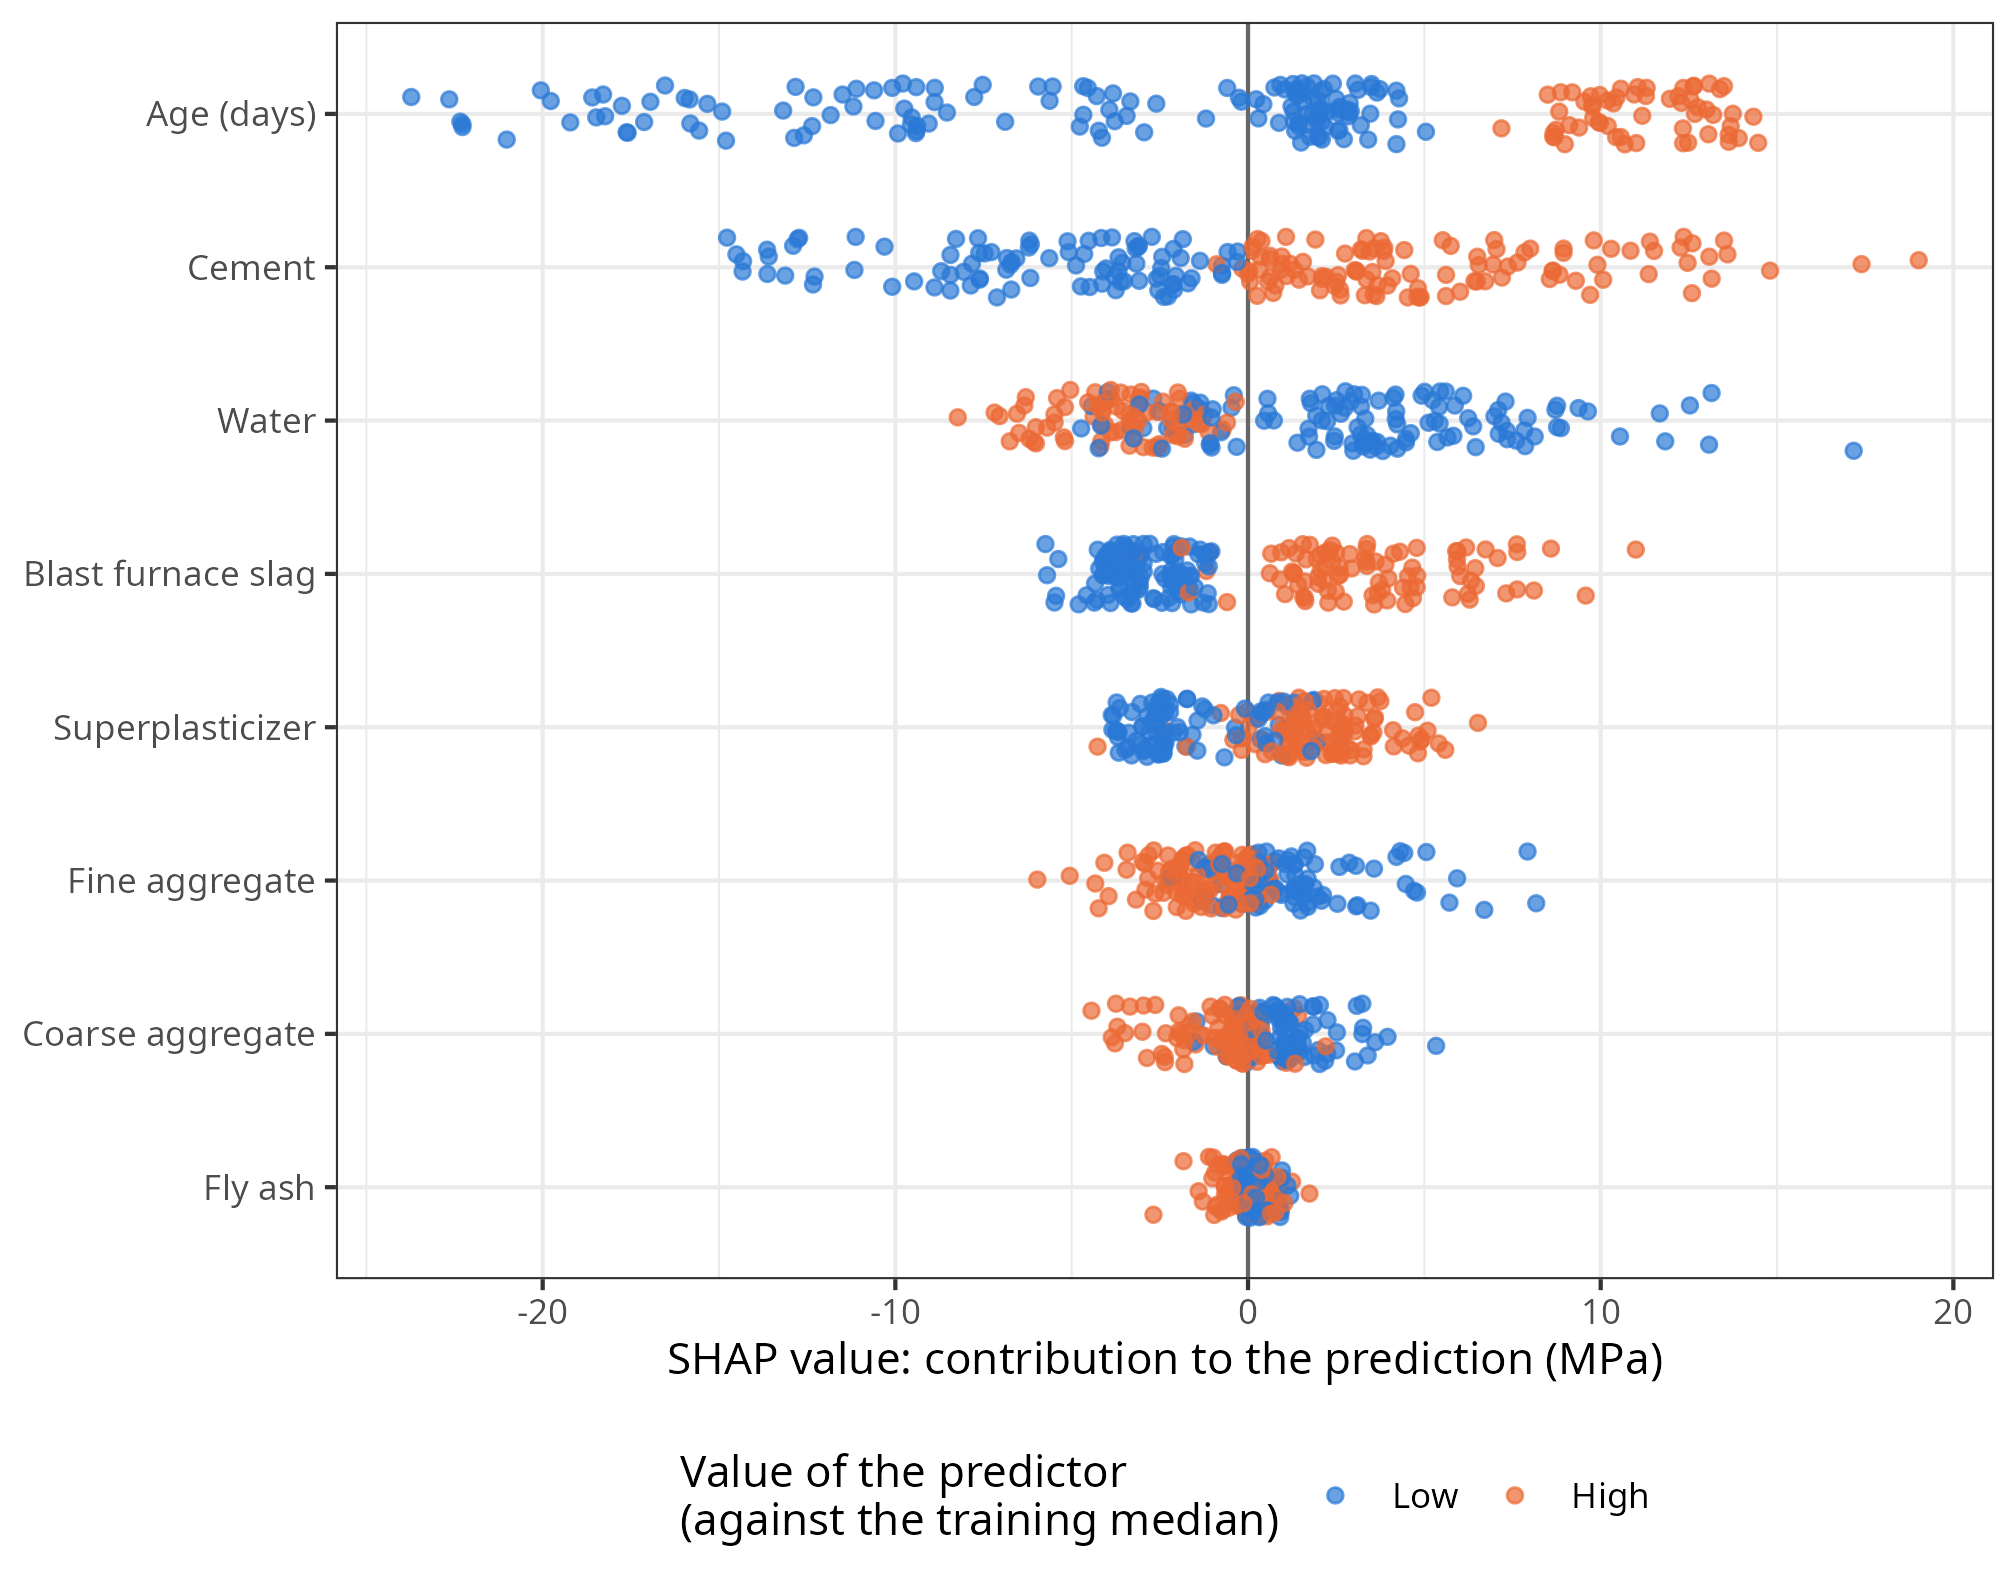 Age (days)
Cement
Water
Blast furnace slag
Superplasticizer
Fine aggregate
Coarse aggregate
Fly ash
-20 -10 0 10 20
SHAP value: contribution to the prediction (MPa)
Value of the predictor
(against the training median)
Low High